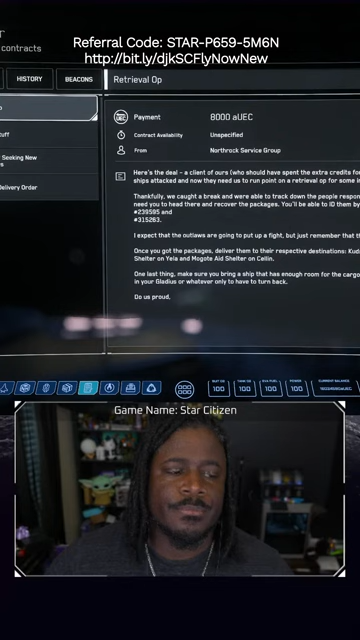 Referral Code: STAR-P659-5M6N
http://bit.ly/djkSCFlyNowNew
contracts
HISTORY
BEACONS
Retrieval Op
Payment
8000 aUEC
Contract Availability
Unspecified
From
Northrock Service Group
Seeking New
Delivery Order
Here's the deal – a client of ours (who should have spent the extra credits for
ships attacked and now they need us to run point on a retrieval op for some
Thankfully, we caught a break and were able to track down the people
need you to head there and recover the packages. You'll be able to ID them by
#239595 and
#315263.
I expect that the outlaws are going to put up a fight, but just remember that
Once you got the packages, deliver them to their respective destinations:
Shelter on Yela and Mogote Aid Shelter on Cellin.
One last thing, make sure you bring a ship that has enough room for the
in your Gladius or whatever only to have to turn back.
Do us proud,
100
100
100
100
CURRENT BALANCE
Game Name: Star Citizen